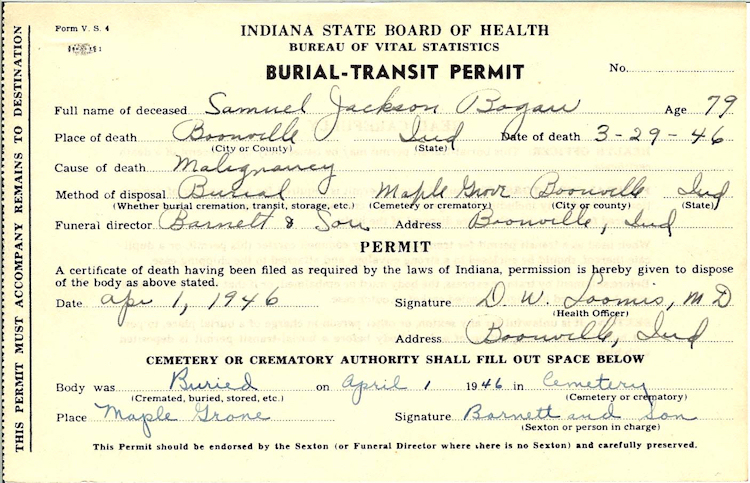 Form V. S. 4
INDIANA STATE BOARD OF HEALTH
BUREAU OF VITAL STATISTICS
BURIAL-TRANSIT PERMIT
No.
Full name of deceased Samuel Jackson Bogan Age 79
Place of death Boonville Ind Date of death 3-29-46
(City or County) (State)
Cause of death Malignancy
Method of disposal Burial Maple Grove Boonville Ind
(Whether burial cremation, transit, storage, etc.) (Cemetery or crematory) (City or county) (State)
Funeral director Barnett & Son Address Boonville, Ind
PERMIT
A certificate of death having been filed as required by the laws of Indiana, permission is hereby given to dispose
of the body as above stated.
Date Apr 1, 1946 Signature D. W. Loomis, M D
(Health Officer)
Address Boonville, Ind
CEMETERY OR CREMATORY AUTHORITY SHALL FILL OUT SPACE BELOW
Body was Buried on April 1 1946 in Cemetery
(Cremated, buried, stored, etc.) (Cemetery or crematory)
Place Maple Grone Signature Barnett and Son
(Sexton or person in charge)
This Permit should be endorsed by the Sexton (or Funeral Director where there is no Sexton) and carefully preserved.
THIS PERMIT MUST ACCOMPANY REMAINS TO DESTINATION